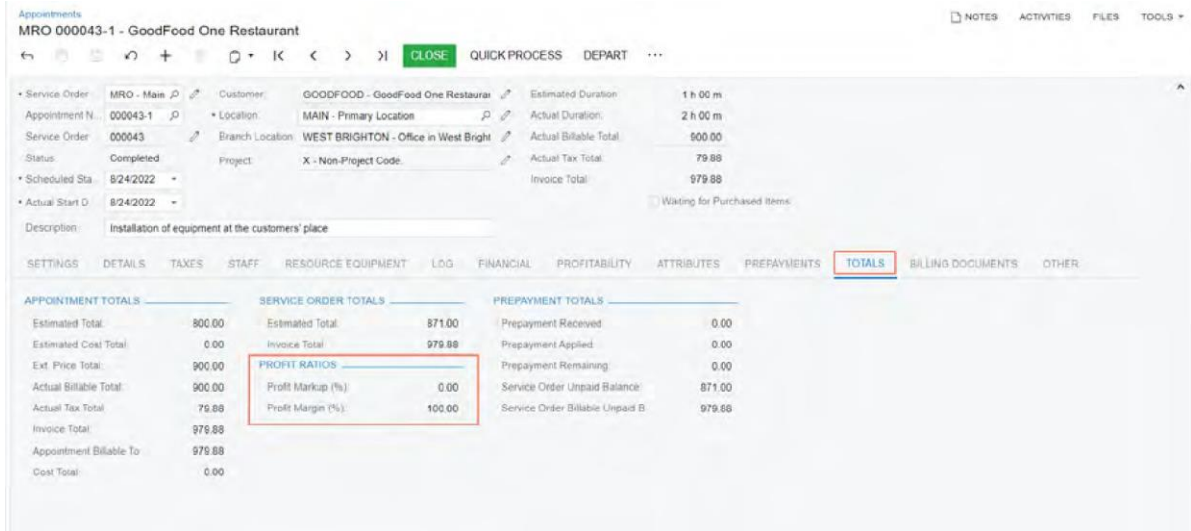 Appointments
NOTES ACTIVITIES FILES TOOLS
MRO 000043-1 - GoodFood One Restaurant
CLOSE QUICK PROCESS DEPART ...
* Service Order MRO - Main Customer: GOODFOOD - GoodFood One Restaurar Estimated Duration 1 h 00 m
Appointment N... 000043-1 * Location: MAIN - Primary Location Actual Duration: 2 h 00 m
Service Order 000043 Branch Location: WEST BRIGHTON - Office in West Bright Actual Billable Total: 900.00
Status: Completed Project: X - Non-Project Code. Actual Tax Total 79.88
* Scheduled Sta... 8/24/2022 Invoice Total: 979.88
* Actual Start D... 8/24/2022 Waiting for Purchased Items
Description: Installation of equipment at the customers' place
SETTINGS DETAILS TAXES STAFF RESOURCE EQUIPMENT LOG FINANCIAL PROFITABILITY ATTRIBUTES PREPAYMENTS TOTALS BILLING DOCUMENTS OTHER
APPOINTMENT TOTALS SERVICE ORDER TOTALS PREPAYMENT TOTALS
Estimated Total: 800.00 Estimated Total: 871.00 Prepayment Received: 0.00
Estimated Cost Total: 0.00 Invoice Total 979.88 Prepayment Applied: 0.00
Ext. Price Total: 900.00 PROFIT RATIOS Prepayment Remaining: 0.00
Actual Billable Total: 900.00 Profit Markup (%): 0.00 Service Order Unpaid Balance: 871.00
Actual Tax Total 79.88 Profit Margin (%): 100.00 Service Order Billable Unpaid B... 979.88
Invoice Total: 979.88
Appointment Billable To... 979.88
Cost Total: 0.00